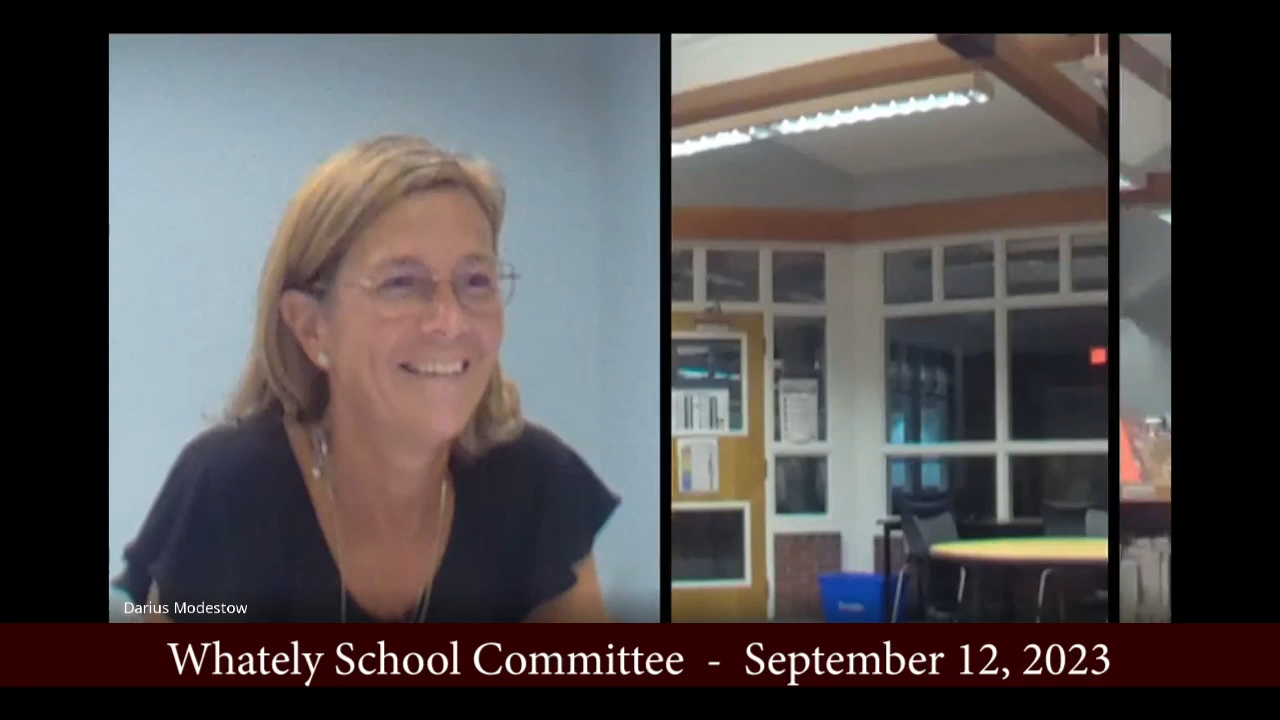 Darius Modestow
Whately School Committee - September 12, 2023